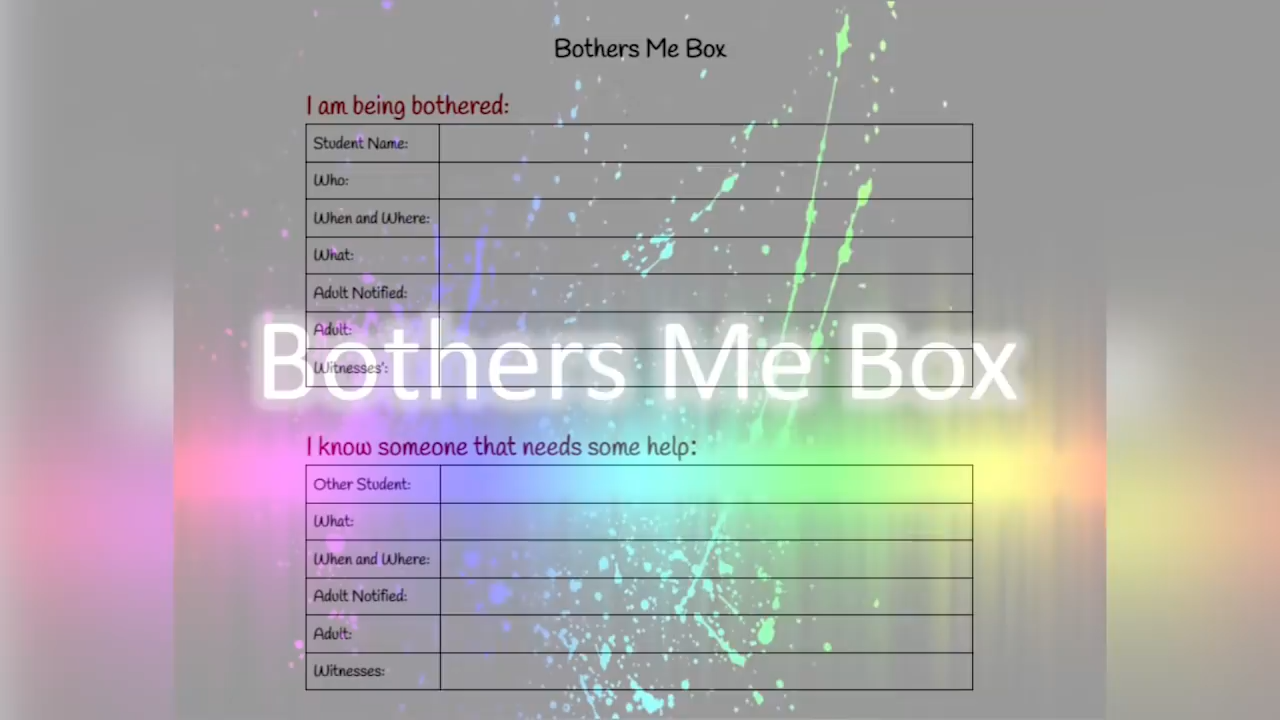 Bothers Me Box
I am being bothered:
Student Name:
Who:
When and Where:
What:
Adult Notified:
Adult:
Bothers Me Box
Witnesses':
I know someone that needs some help:
Other Student:
What:
When and Where:
Adult Notified:
Adult:
Witnesses: